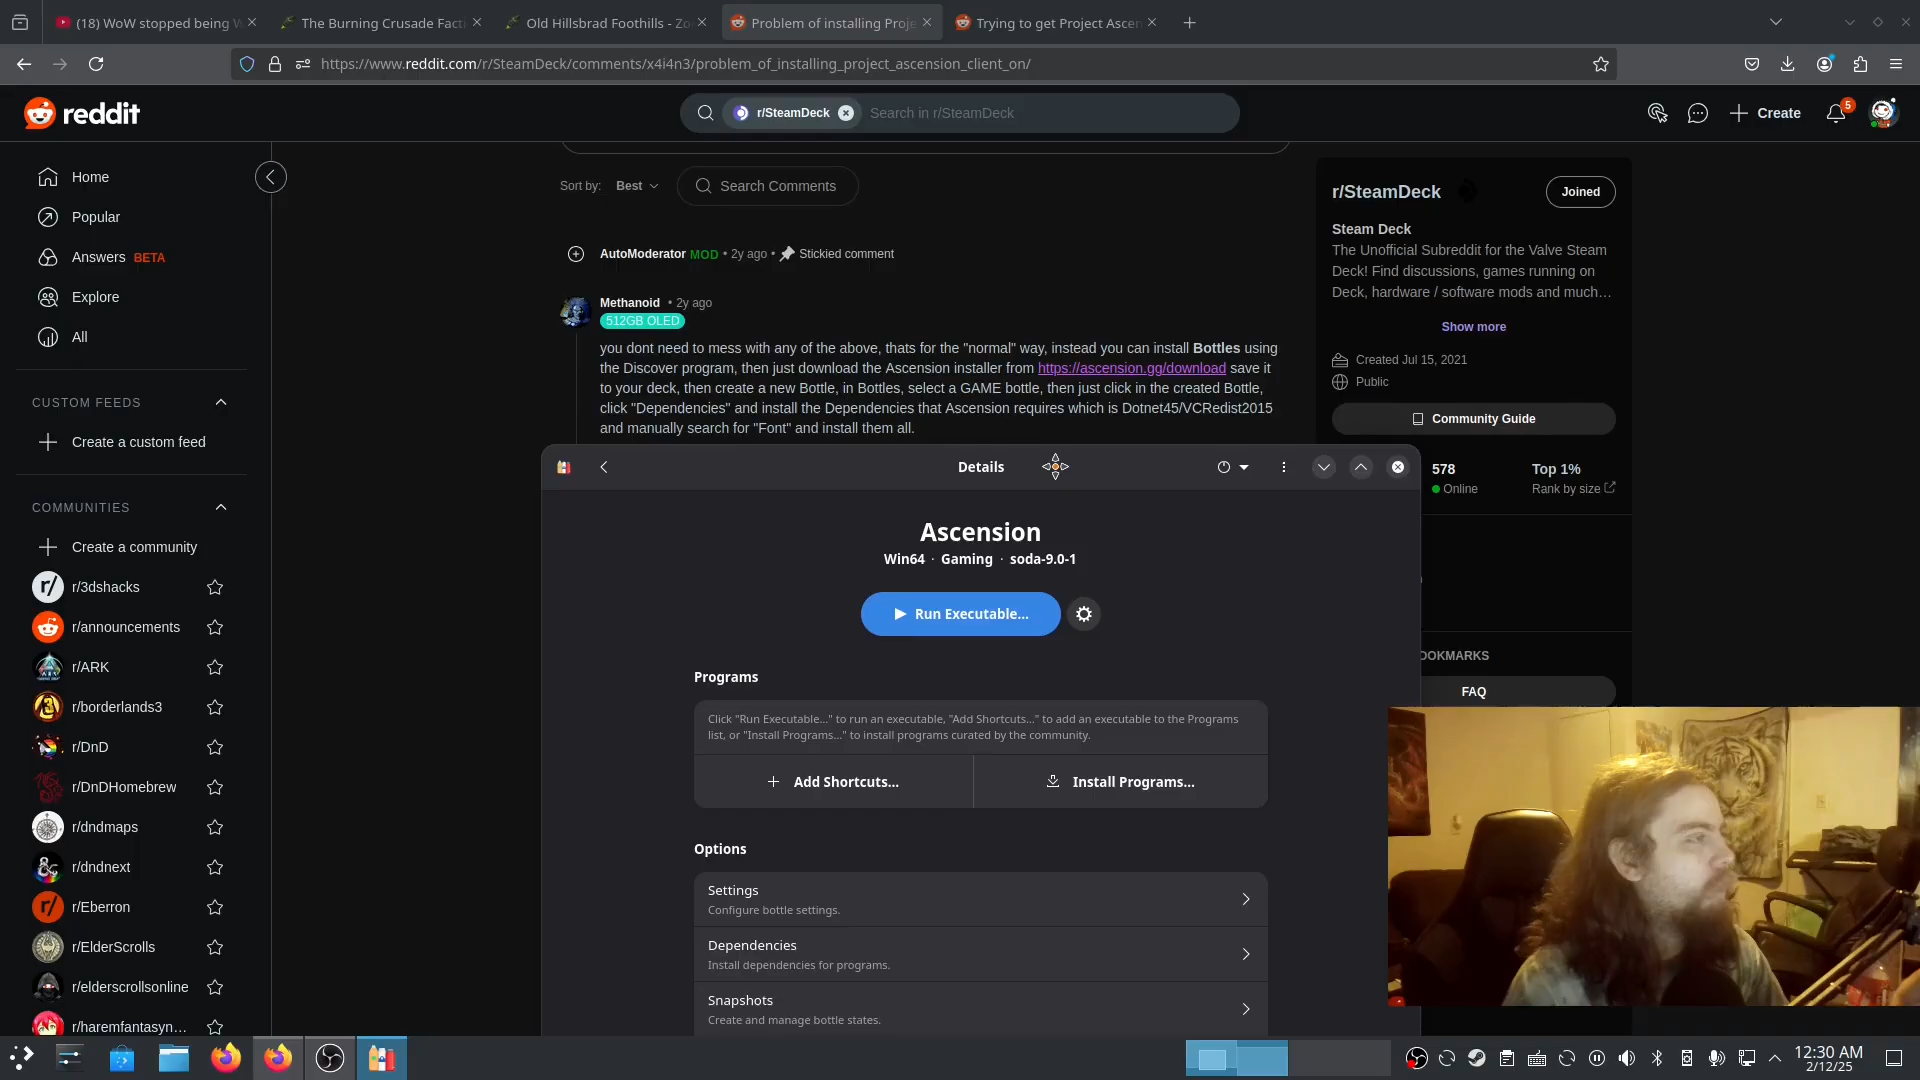 (18) WoW stopped being W
The Burning Crusade Facti
Old Hillsbrad Foothills - Zo
Problem of installing Proje
Trying to get Project Ascen
https://www.reddit.com/r/SteamDeck/comments/x4i4n3/problem_of_installing_project_ascension_client_on/
reddit
r/SteamDeck
Search in r/SteamDeck
Create
5
Home
Popular
Answers BETA
Explore
All
CUSTOM FEEDS
Create a custom feed
COMMUNITIES
Create a community
r/3dshacks
r/announcements
r/ARK
r/borderlands3
r/DnD
r/DnDHomebrew
r/dndmaps
r/dndnext
r/Eberron
r/ElderScrolls
r/elderscrollsonline
r/haremfantasyn…
Sort by: Best
Search Comments
AutoModerator MOD • 2y ago • Stickied comment
Methanoid • 2y ago
512GB OLED
you dont need to mess with any of the above, thats for the "normal" way, instead you can install Bottles using
the Discover program, then just download the Ascension installer from https://ascension.gg/download save it
to your deck, then create a new Bottle, in Bottles, select a GAME bottle, then just click in the created Bottle,
click "Dependencies" and install the Dependencies that Ascension requires which is Dotnet45/VCRedist2015
and manually search for "Font" and install them all.
r/SteamDeck
Joined
Steam Deck
The Unofficial Subreddit for the Valve Steam
Deck! Find discussions, games running on
Deck, hardware / software mods and much…
Show more
Created Jul 15, 2021
Public
Community Guide
578
Online
Top 1%
Rank by size
OOKMARKS
FAQ
Details
Ascension
Win64 · Gaming · soda-9.0-1
Run Executable…
Programs
Click "Run Executable…" to run an executable, "Add Shortcuts…" to add an executable to the Programs
list, or "Install Programs…" to install programs curated by the community.
Add Shortcuts…
Install Programs…
Options
Settings
Configure bottle settings.
Dependencies
Install dependencies for programs.
Snapshots
Create and manage bottle states.
12:30 AM
2/12/25